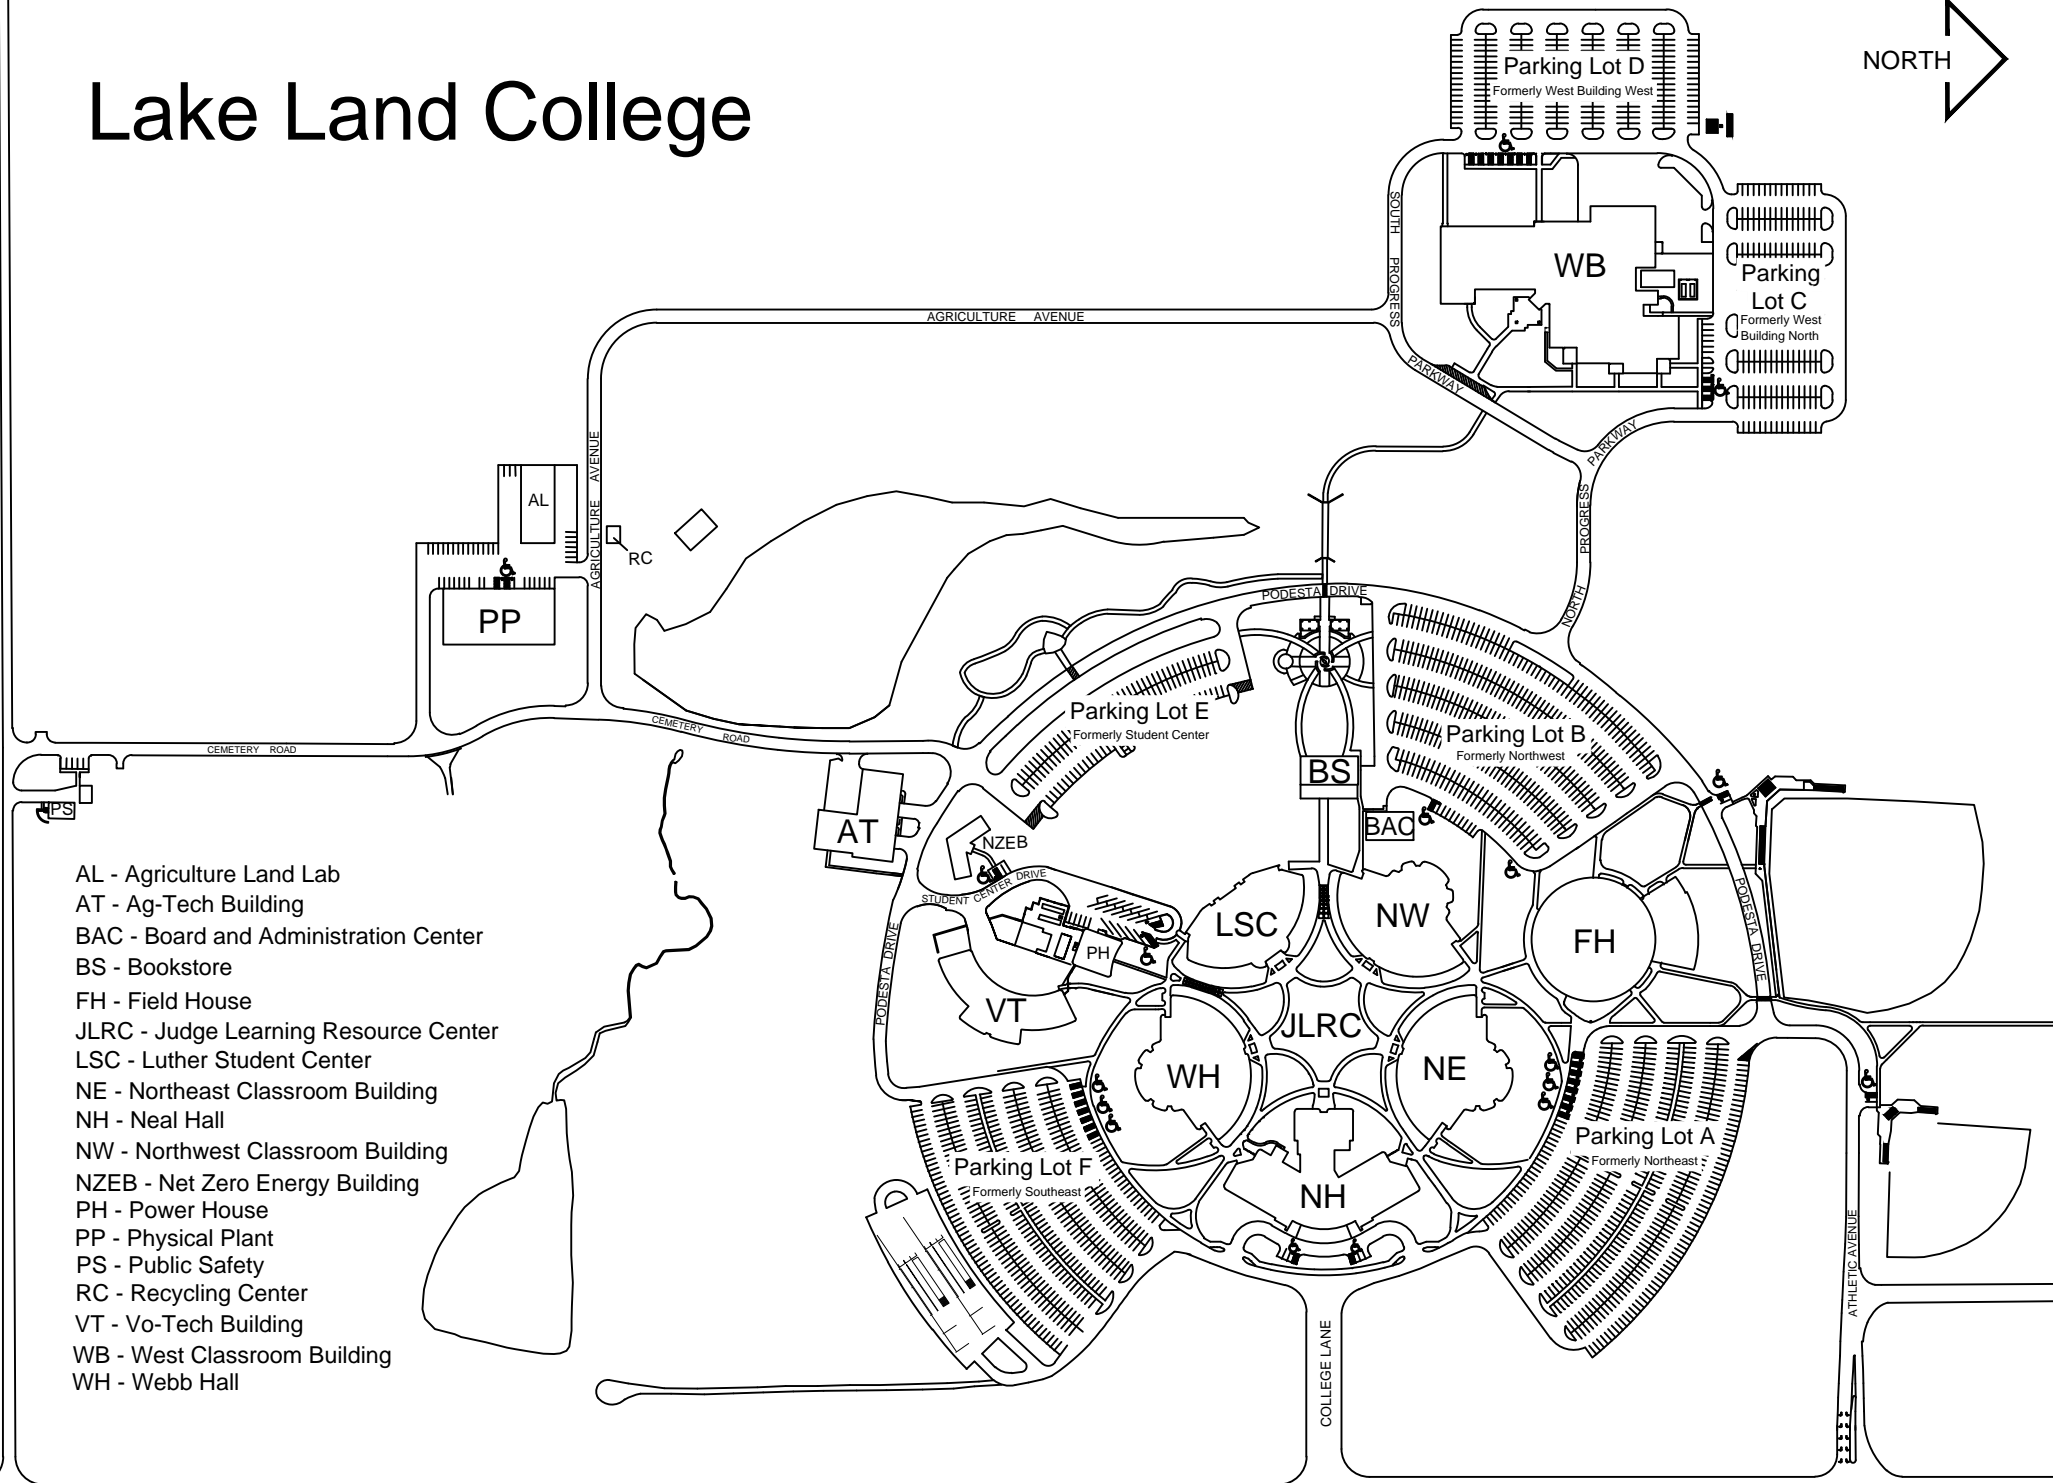 Lake Land College
NORTH
Parking Lot D
Formerly West Building West
SOUTH PROGRESS
PARKWAY
WB
Parking
Lot C
Formerly West
Building North
AGRICULTURE AVENUE
AGRICULTURE AVENUE
AGRICULTURE AVENUE
NORTH PROGRESS PARKWAY
AL
RC
PP
PODESTA DRIVE
CEMETERY ROAD
CEMETERY ROAD
Parking Lot E
Formerly Student Center
Parking Lot B
Formerly Northwest
BS
BAC
PS
AT
NZEB
STUDENT CENTER DRIVE
PODESTA DRIVE
PODESTA DRIVE
LSC
NW
FH
PH
VT
JLRC
WH
NE
Parking Lot A
Formerly Northeast
Parking Lot F
Formerly Southeast
NH
ATHLETIC AVENUE
COLLEGE LANE
AL - Agriculture Land Lab
AT - Ag-Tech Building
BAC - Board and Administration Center
BS - Bookstore
FH - Field House
JLRC - Judge Learning Resource Center
LSC - Luther Student Center
NE - Northeast Classroom Building
NH - Neal Hall
NW - Northwest Classroom Building
NZEB - Net Zero Energy Building
PH - Power House
PP - Physical Plant
PS - Public Safety
RC - Recycling Center
VT - Vo-Tech Building
WB - West Classroom Building
WH - Webb Hall